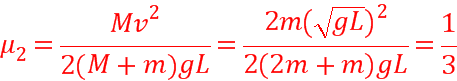 μ₂ = Mv² / 2(M + m)gL = 2m(√gL)² / 2(2m + m)gL = 1/3